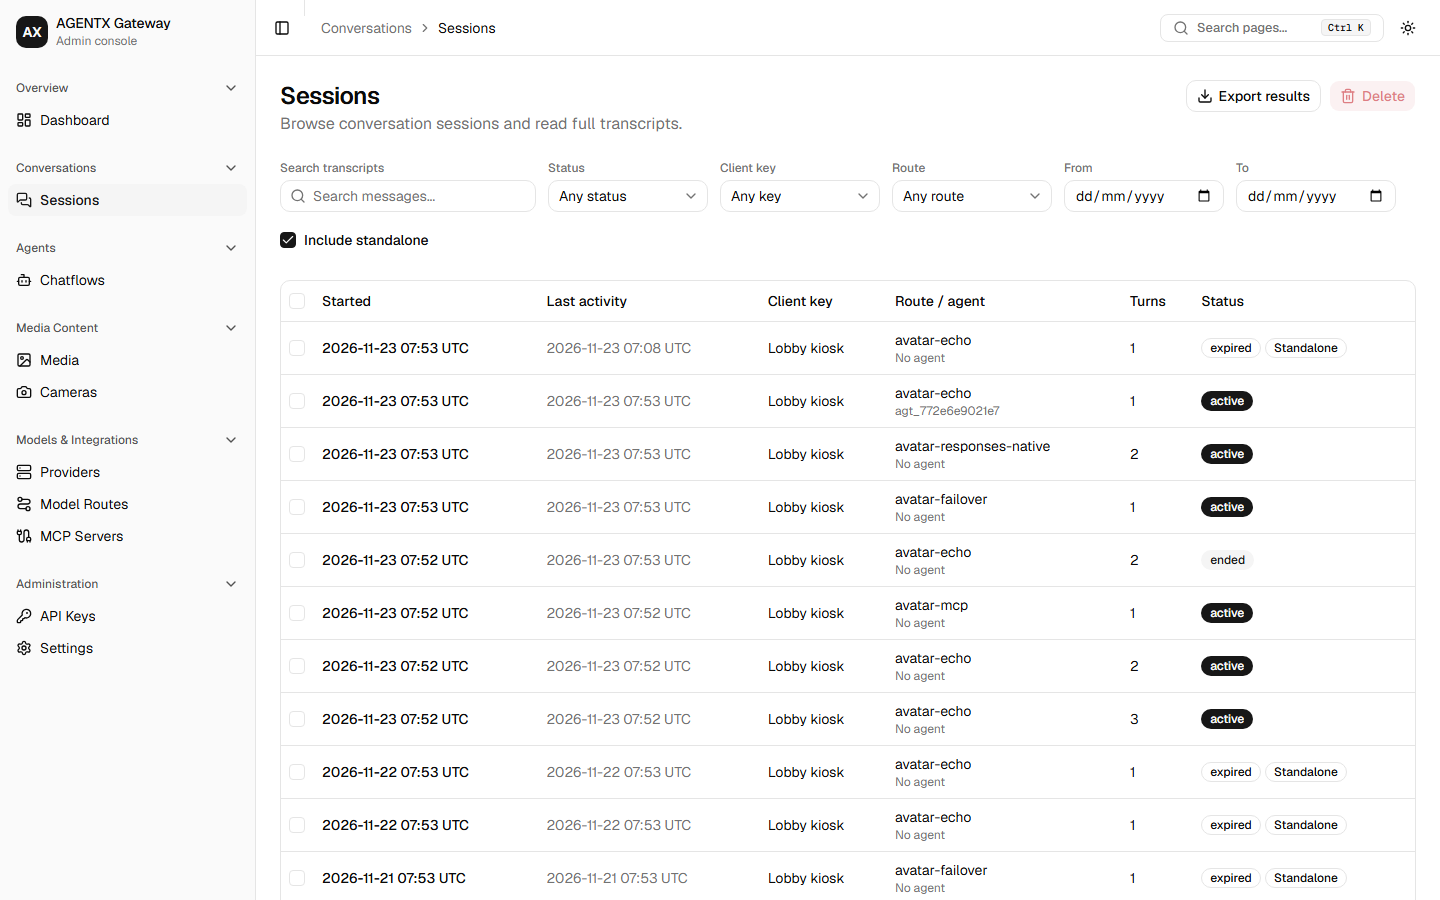 AX
AGENTX Gateway
Admin console
Overview
Dashboard
Conversations
Sessions
Agents
Chatflows
Media Content
Media
Cameras
Models & Integrations
Providers
Model Routes
MCP Servers
Administration
API Keys
Settings
Conversations > Sessions
Search pages... Ctrl K
Sessions
Browse conversation sessions and read full transcripts.
Export results
Delete
Search transcripts Status Client key Route From To
Search messages... Any status Any key Any route dd/mm/yyyy dd/mm/yyyy
Include standalone
Started Last activity Client key Route / agent Turns Status
2026-11-23 07:53 UTC 2026-11-23 07:08 UTC Lobby kiosk avatar-echo 1 expired Standalone
No agent
2026-11-23 07:53 UTC 2026-11-23 07:53 UTC Lobby kiosk avatar-echo 1 active
agt_772e6e9021e7
2026-11-23 07:53 UTC 2026-11-23 07:53 UTC Lobby kiosk avatar-responses-native 2 active
No agent
2026-11-23 07:53 UTC 2026-11-23 07:53 UTC Lobby kiosk avatar-failover 1 active
No agent
2026-11-23 07:52 UTC 2026-11-23 07:53 UTC Lobby kiosk avatar-echo 2 ended
No agent
2026-11-23 07:52 UTC 2026-11-23 07:52 UTC Lobby kiosk avatar-mcp 1 active
No agent
2026-11-23 07:52 UTC 2026-11-23 07:52 UTC Lobby kiosk avatar-echo 2 active
No agent
2026-11-23 07:52 UTC 2026-11-23 07:52 UTC Lobby kiosk avatar-echo 3 active
No agent
2026-11-22 07:53 UTC 2026-11-22 07:53 UTC Lobby kiosk avatar-echo 1 expired Standalone
No agent
2026-11-22 07:53 UTC 2026-11-22 07:53 UTC Lobby kiosk avatar-echo 1 expired Standalone
No agent
2026-11-21 07:53 UTC 2026-11-21 07:53 UTC Lobby kiosk avatar-failover 1 expired Standalone
No agent